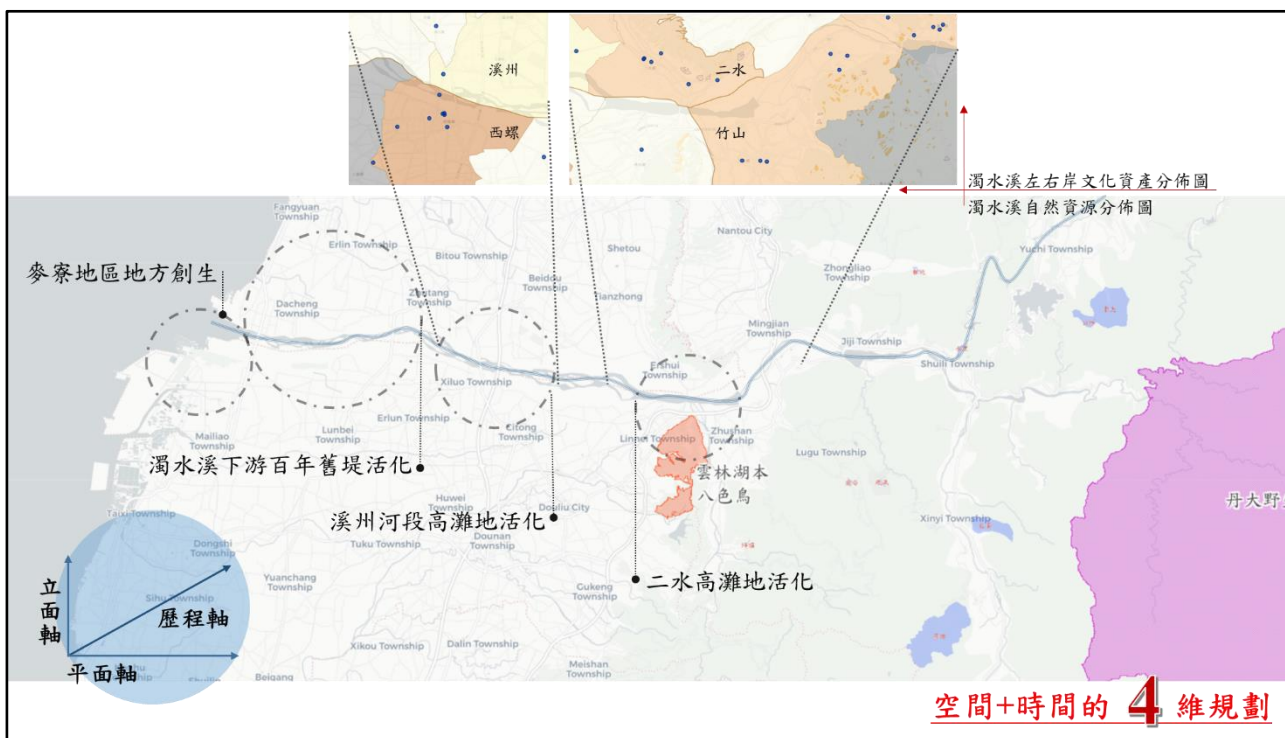 溪州
二水
西螺
竹山
濁水溪左右岸文化資產分佈圖
濁水溪自然資源分佈圖
Fangyuan
Township
Erlin Township
Bitou Township
Shetou
Nantou City
Yuchi Township
Zhongliao
Township
麥寮地區地方創生
Dacheng
Township
Township
Beidou
Township
Tianzhong
Mingjian
Township
Jiji Township
Shuili Township
Ershui
Township
Xiluo Township
Erlun Township
Citong
Township
Mailiao
Township
Lunbei
Township
Linnei Township
Zhushan
Township
Lugu Township
濁水溪下游百年舊堤活化
雲林湖本
八色鳥
丹大野
Huwei
Township
Douliu City
溪州河段高灘地活化
Xinyi Township
Taixi Township
Dongshi
Township
Tuku Township
Dounan
Township
Yuanchang
Township
Gukeng
Township
二水高灘地活化
立面軸
歷程軸
平面軸
Sihu Township
Xikou Township
Dalin Township
Meishan
Township
Beigang
空間+時間的 4 維規劃